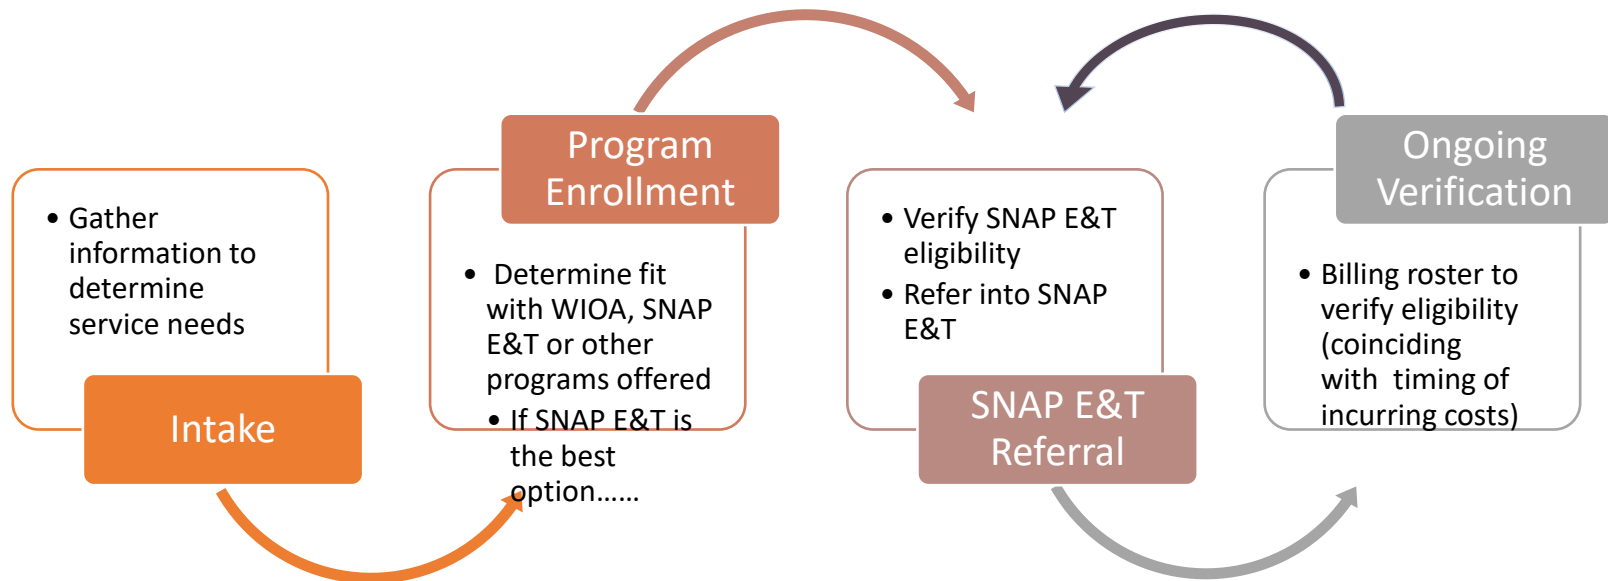 • Gather
information to
determine
service needs
Intake
Program
Enrollment
• Determine fit
with WIOA, SNAP
E&T or other
programs offered
• If SNAP E&T is
the best
option……
• Verify SNAP E&T
eligibility
• Refer into SNAP
E&T
SNAP E&T
Referral
Ongoing
Verification
• Billing roster to
verify eligibility
(coinciding
with  timing of
incurring costs)